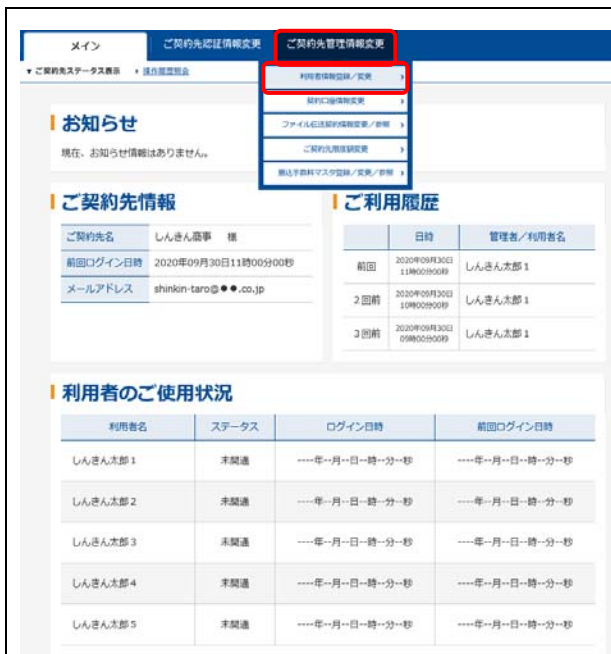 メイン
ご契約先認証情報変更
ご契約先管理情報変更
▼ ご契約先ステータス表示
› 操作履歴照会
利用者情報登録／変更 ›
契約口座情報変更 ›
ファイル伝送契約情報変更／参照 ›
ご契約先限度額変更 ›
振込手数料マスタ登録／変更／参照 ›
お知らせ
現在、お知らせ情報はありません。
ご契約先情報
ご契約先名 しんきん商事 様
前回ログイン日時 2020年09月30日11時00分00秒
メールアドレス shinkin-taro@●●.co.jp
ご利用履歴
日時 管理者／利用者名
前回 2020年09月30日 11時00分00秒 しんきん太郎1
2回前 2020年09月30日 10時00分00秒 しんきん太郎1
3回前 2020年09月30日 09時00分00秒 しんきん太郎1
利用者のご使用状況
利用者名 ステータス ログイン日時 前回ログイン日時
しんきん太郎1 未開通 ----年--月--日--時--分--秒 ----年--月--日--時--分--秒
しんきん太郎2 未開通 ----年--月--日--時--分--秒 ----年--月--日--時--分--秒
しんきん太郎3 未開通 ----年--月--日--時--分--秒 ----年--月--日--時--分--秒
しんきん太郎4 未開通 ----年--月--日--時--分--秒 ----年--月--日--時--分--秒
しんきん太郎5 未開通 ----年--月--日--時--分--秒 ----年--月--日--時--分--秒